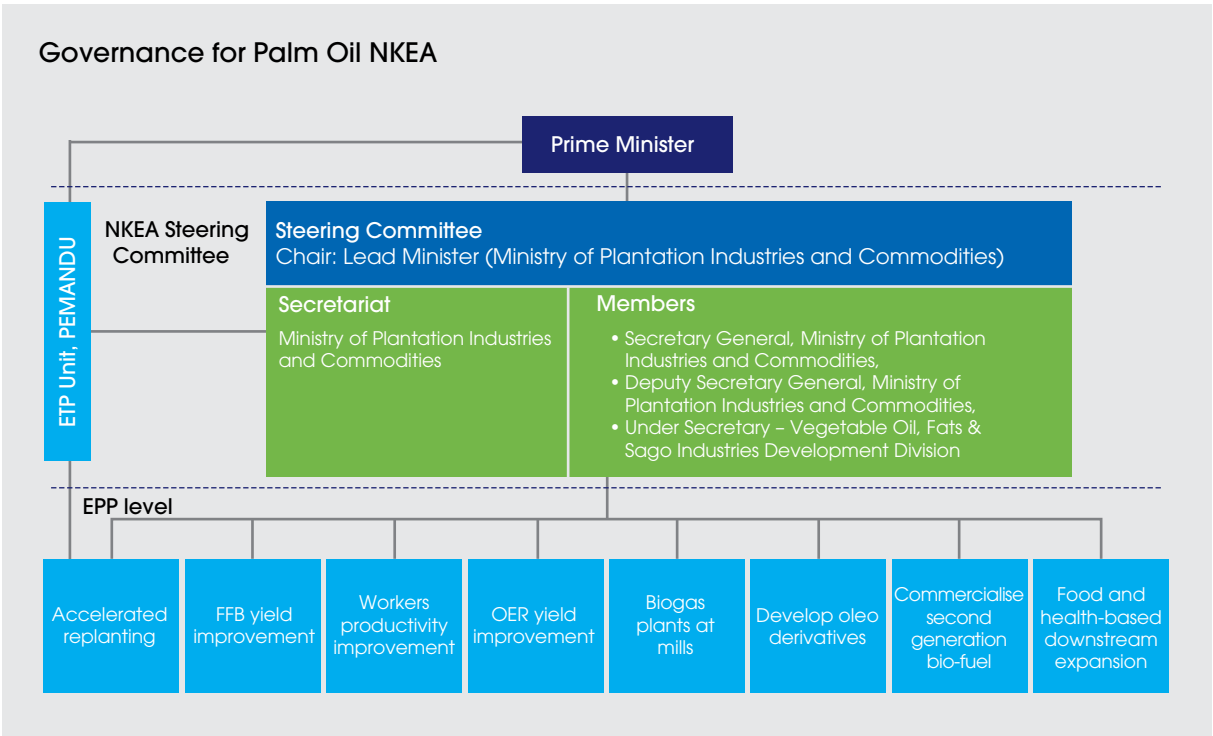 Governance for Palm Oil NKEA
Prime Minister
ETP Unit, PEMANDU
NKEA Steering
Committee
Steering Committee
Chair: Lead Minister (Ministry of Plantation Industries and Commodities)
Secretariat
Ministry of Plantation Industries
and Commodities
Members
• Secretary General, Ministry of Plantation
Industries and Commodities,
• Deputy Secretary General, Ministry of
Plantation Industries and Commodities,
• Under Secretary – Vegetable Oil, Fats &
Sago Industries Development Division
EPP level
Accelerated
replanting
FFB yield
improvement
Workers
productivity
improvement
OER yield
improvement
Biogas
plants at
mills
Develop oleo
derivatives
Commercialise
second
generation
bio-fuel
Food and
health-based
downstream
expansion